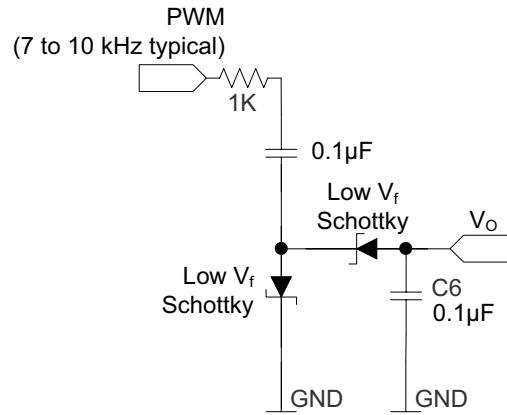 PWM
(7 to 10 kHz typical)
1K
0.1µF
Low Vf
Schottky
VO
Low Vf
Schottky
C6
0.1µF
GND
GND